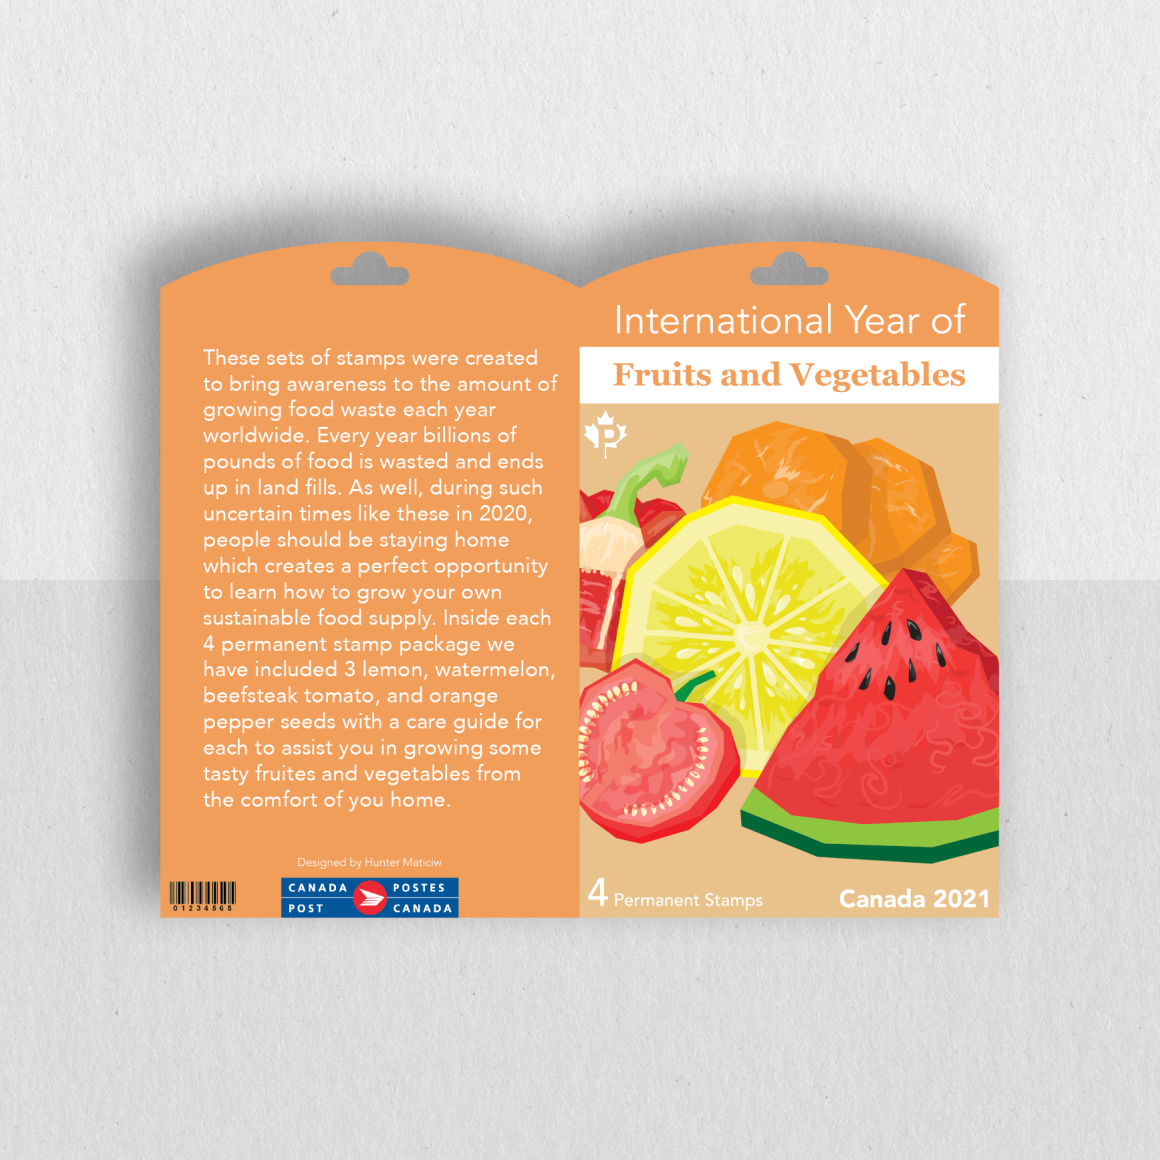 These sets of stamps were created
to bring awareness to the amount of
growing food waste each year
worldwide. Every year billions of
pounds of food is wasted and ends
up in land fills. As well, during such
uncertain times like these in 2020,
people should be staying home
which creates a perfect opportunity
to learn how to grow your own
sustainable food supply. Inside each
4 permanent stamp package we
have included 3 lemon, watermelon,
beefsteak tomato, and orange
pepper seeds with a care guide for
each to assist you in growing some
tasty fruites and vegetables from
the comfort of you home.
Designed by Hunter Maticiw
01234565
CANADA POSTES
POST CANADA
International Year of
Fruits and Vegetables
P
4 Permanent Stamps
Canada 2021